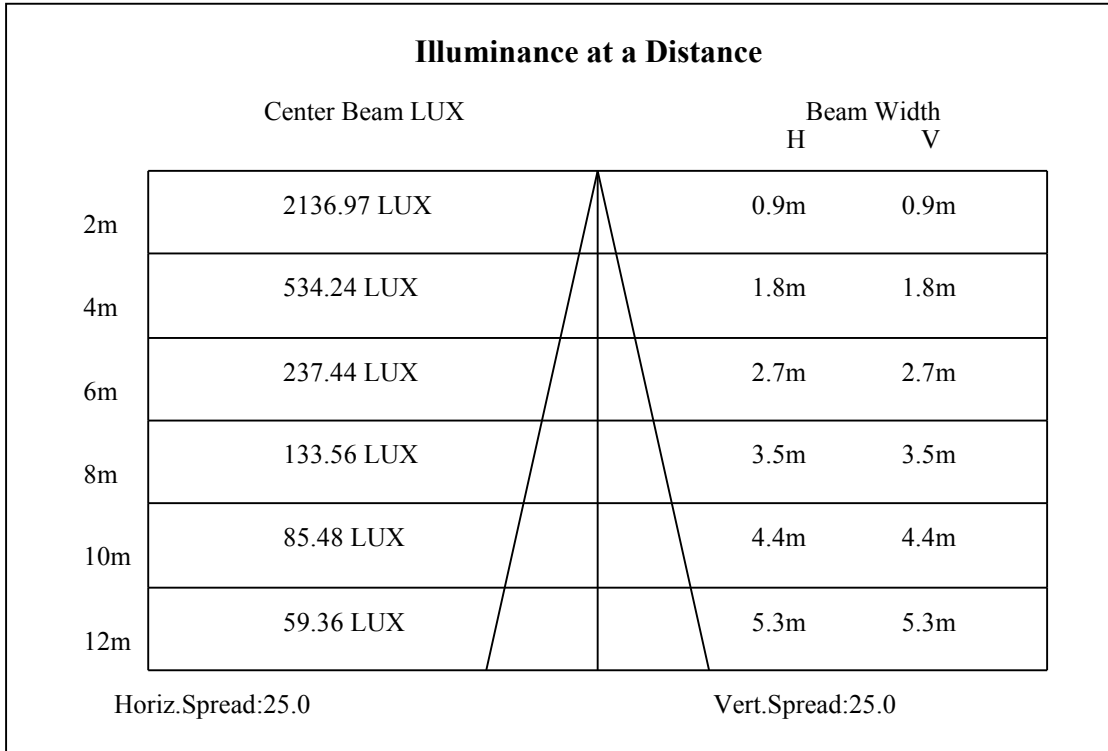 Illuminance at a Distance
Center Beam LUX Beam Width
H V
2m 2136.97 LUX 0.9m 0.9m
4m 534.24 LUX 1.8m 1.8m
6m 237.44 LUX 2.7m 2.7m
8m 133.56 LUX 3.5m 3.5m
10m 85.48 LUX 4.4m 4.4m
12m 59.36 LUX 5.3m 5.3m
Horiz.Spread:25.0 Vert.Spread:25.0